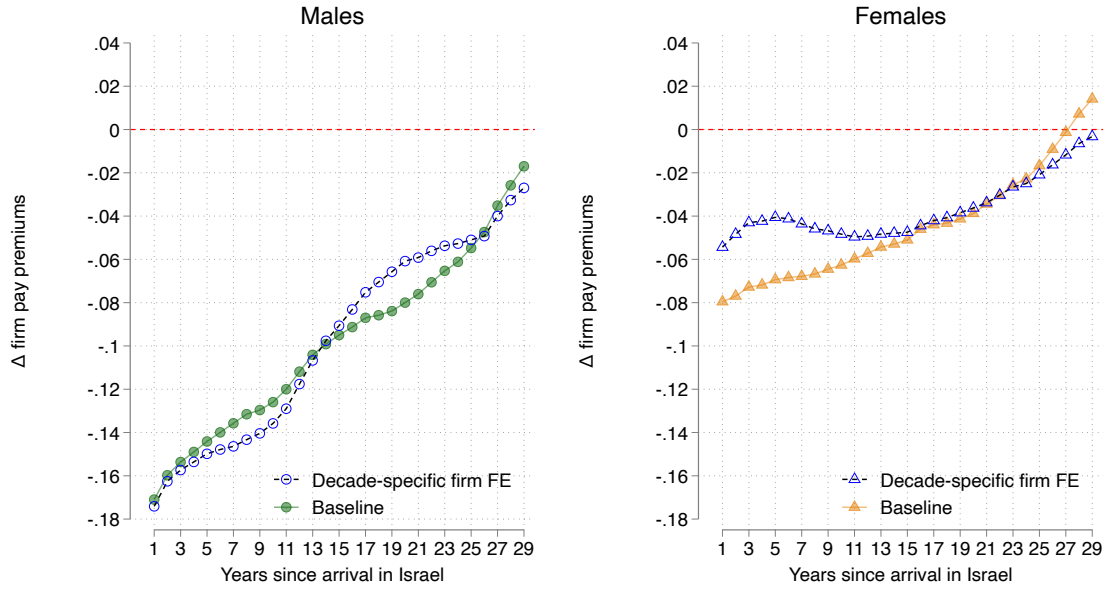 Males
Δ firm pay premiums
.04
.02
0
-.02
-.04
-.06
-.08
-.1
-.12
-.14
-.16
-.18
Decade-specific firm FE
Baseline
1 3 5 7 9 11 13 15 17 19 21 23 25 27 29
Years since arrival in Israel
Females
Δ firm pay premiums
.04
.02
0
-.02
-.04
-.06
-.08
-.1
-.12
-.14
-.16
-.18
Decade-specific firm FE
Baseline
1 3 5 7 9 11 13 15 17 19 21 23 25 27 29
Years since arrival in Israel